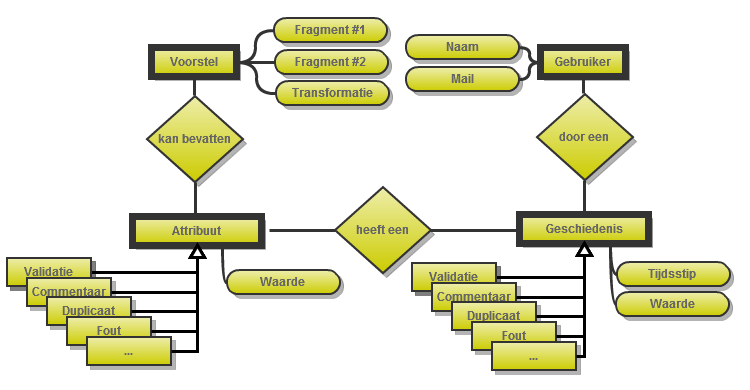 Voorstel
Fragment #1
Fragment #2
Transformatie
Naam
Mail
Gebruiker
kan bevatten
door een
Attribuut
heeft een
Geschiedenis
Validatie
Commentaar
Duplicaat
Fout
...
Waarde
Validatie
Commentaar
Duplicaat
Fout
...
Tijdsstip
Waarde